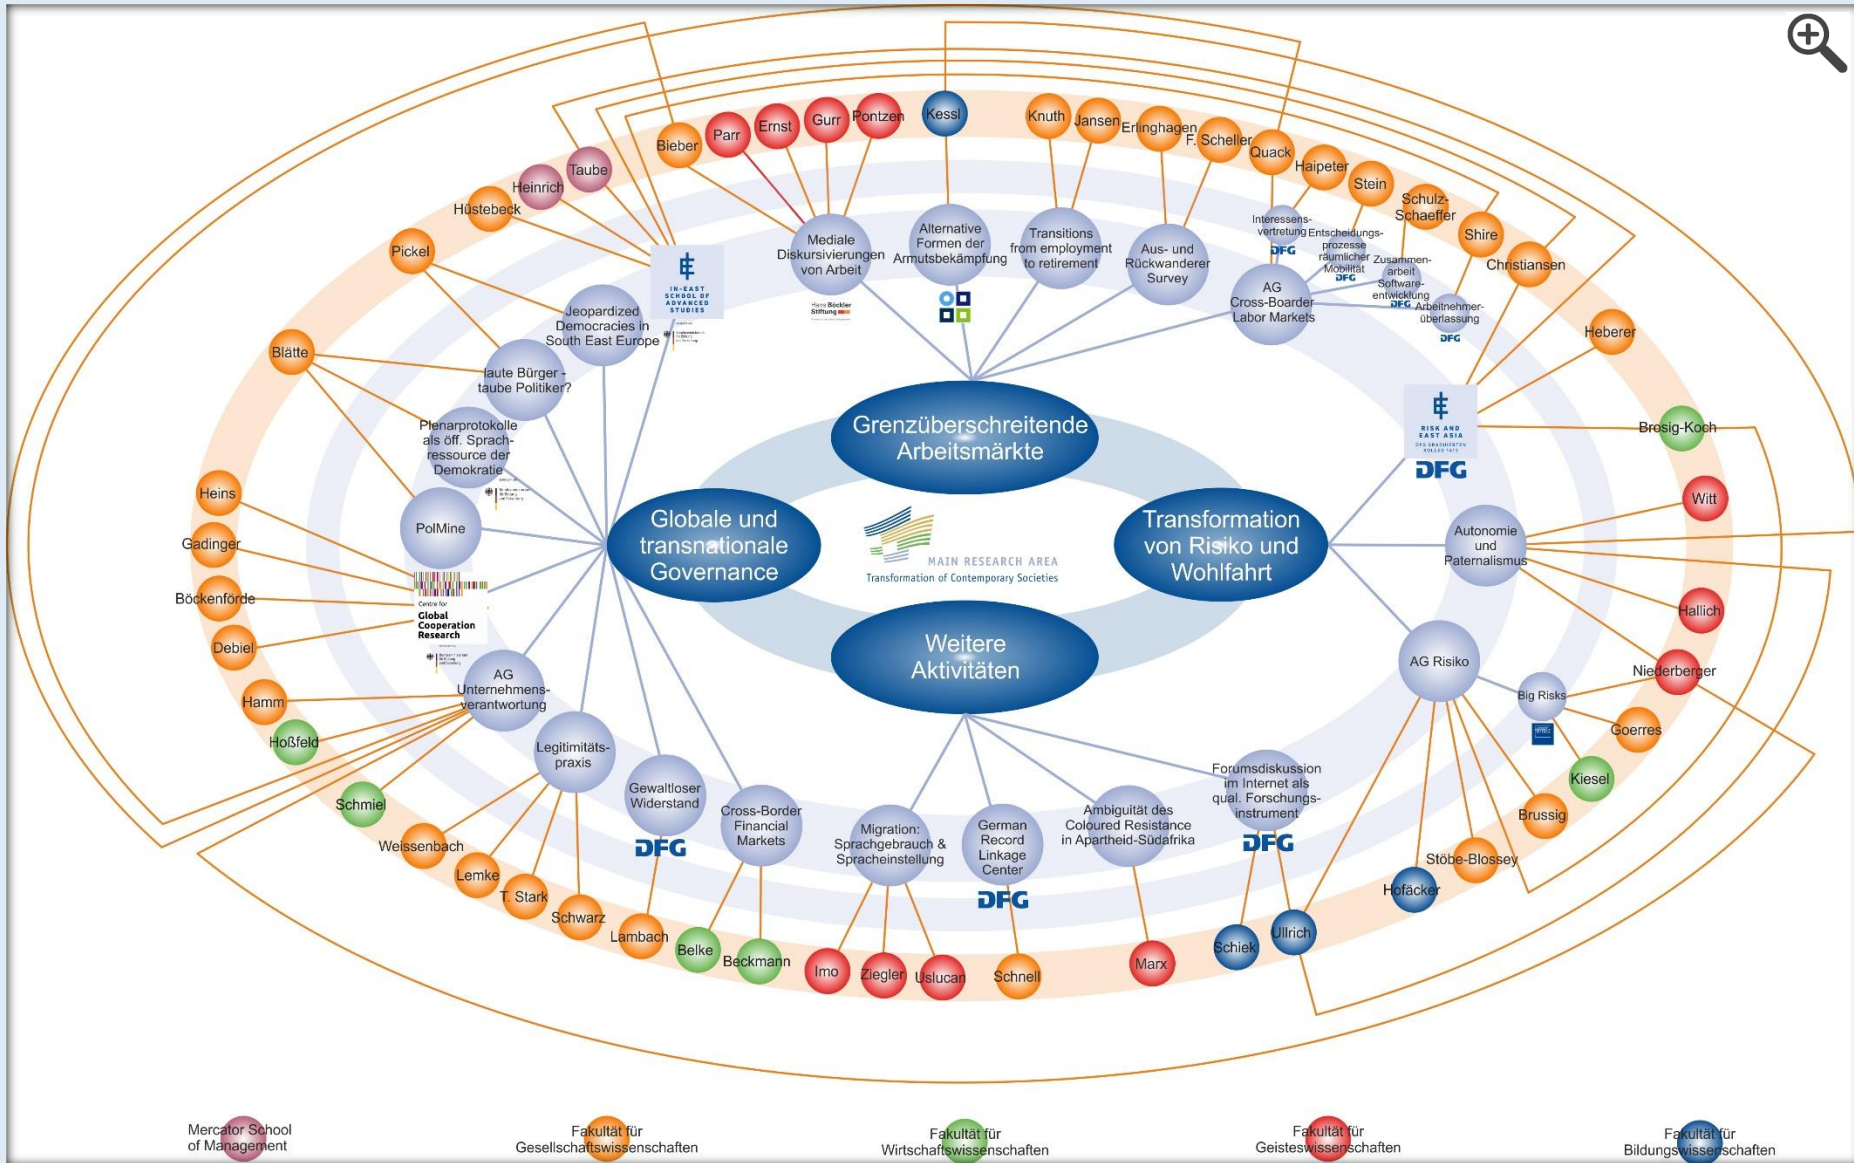 Kessl
Knuth
Jansen
Erlinghagen
F. Scheller
Quack
Haipeter
Stein
Schulz-
Schaeffer
Shire
Christiansen
Heberer
Brosig-Koch
Witt
Hallich
Niederberger
Goerres
Kiesel
Brussig
Stöbe-Blossey
Hofäcker
Ullrich
Schiek
Marx
Schnell
Uslucan
Ziegler
Imo
Beckmann
Belke
Lambach
Schwarz
T. Stark
Lemke
Weissenbach
Schmiel
Hoßfeld
Hamm
Debiel
Böckenförde
Gadinger
Heins
Blätte
Pickel
Hüstebeck
Heinrich
Taube
Bieber
Parr
Ernst
Gurr
Pontzen
Mediale
Diskursivierungen
von Arbeit
Hans Böckler
Stiftung
Alternative
Formen der
Armutsbekämpfung
Transitions
from employment
to retirement
Aus- und
Rückwanderer
Survey
AG
Cross-Boarder
Labor Markets
Interessens-
vertretung
DFG
Entscheidungs-
prozesse
räumlicher
Mobilität
DFG
Zusammen-
arbeit
Software-
entwicklung
DFG
Arbeitnehmer-
überlassung
DFG
RISK AND
EAST ASIA
DFG
Autonomie
und
Paternalismus
AG Risiko
Big Risks
Forumsdiskussion
im Internet als
qual. Forschungs-
instrument
DFG
Ambiguität des
Coloured Resistance
in Apartheid-Südafrika
German
Record
Linkage
Center
DFG
Migration:
Sprachgebrauch &
Spracheinstellung
Cross-Border
Financial
Markets
Gewaltloser
Widerstand
DFG
Legitimitäts-
praxis
AG
Unternehmens-
verantwortung
Centre for
Global
Cooperation
Research
PolMine
Plenarprotokolle
als öff. Sprach-
ressource der
Demokratie
laute Bürger -
taube Politiker?
Jeopardized
Democracies in
South East Europe
IN-EAST
SCHOOL OF
ADVANCED
STUDIES
Grenzüberschreitende
Arbeitsmärkte
Globale und
transnationale
Governance
Transformation
von Risiko und
Wohlfahrt
Weitere
Aktivitäten
MAIN RESEARCH AREA
Transformation of Contemporary Societies
Mercator School
of Management
Fakultät für
Gesellschaftswissenschaften
Fakultät für
Wirtschaftswissenschaften
Fakultät für
Geisteswissenschaften
Fakultät für
Bildungswissenschaften